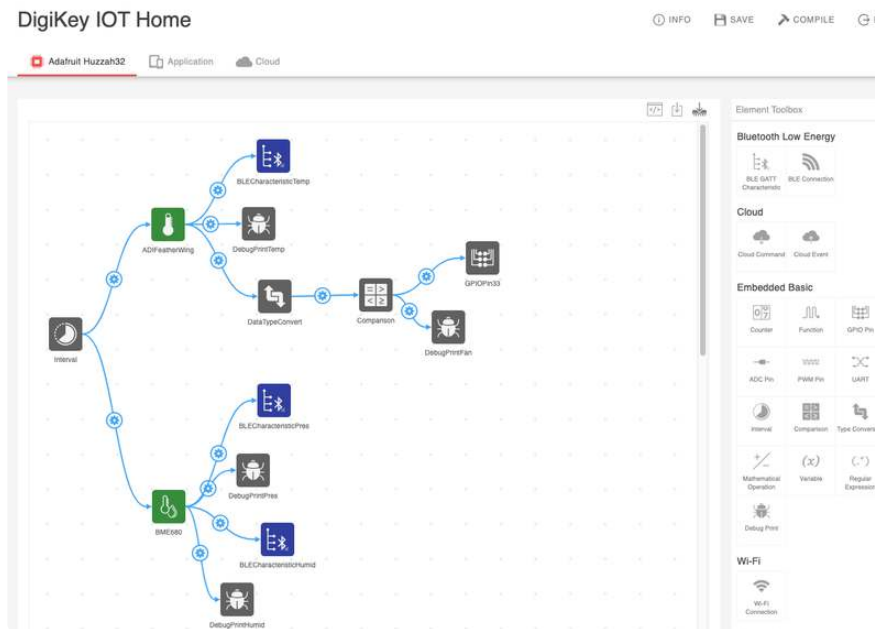 DigiKey IOT Home
INFO
SAVE
COMPILE
Adafruit Huzzah32
Application
Cloud
Element Toolbox
Bluetooth Low Energy
BLE GATT
Characteristic
BLE Connection
Cloud
Cloud Command
Cloud Event
Embedded Basic
Counter
Function
GPIO Pin
ADC Pin
PWM Pin
UART
Interval
Comparison
Type Convers
Mathematical
Operation
(x)
Variable
(.*)
Regular
Expression
Debug Print
Wi-Fi
Wi-Fi
Connection
BLECharacteristicTemp
ADIFeatherWing
DebugPrintTemp
GPIOPin33
DataTypeConvert
Comparison
DebugPrintFan
Interval
BLECharacteristicPres
DebugPrintPres
BME680
BLECharacteristicHumid
DebugPrintHumid